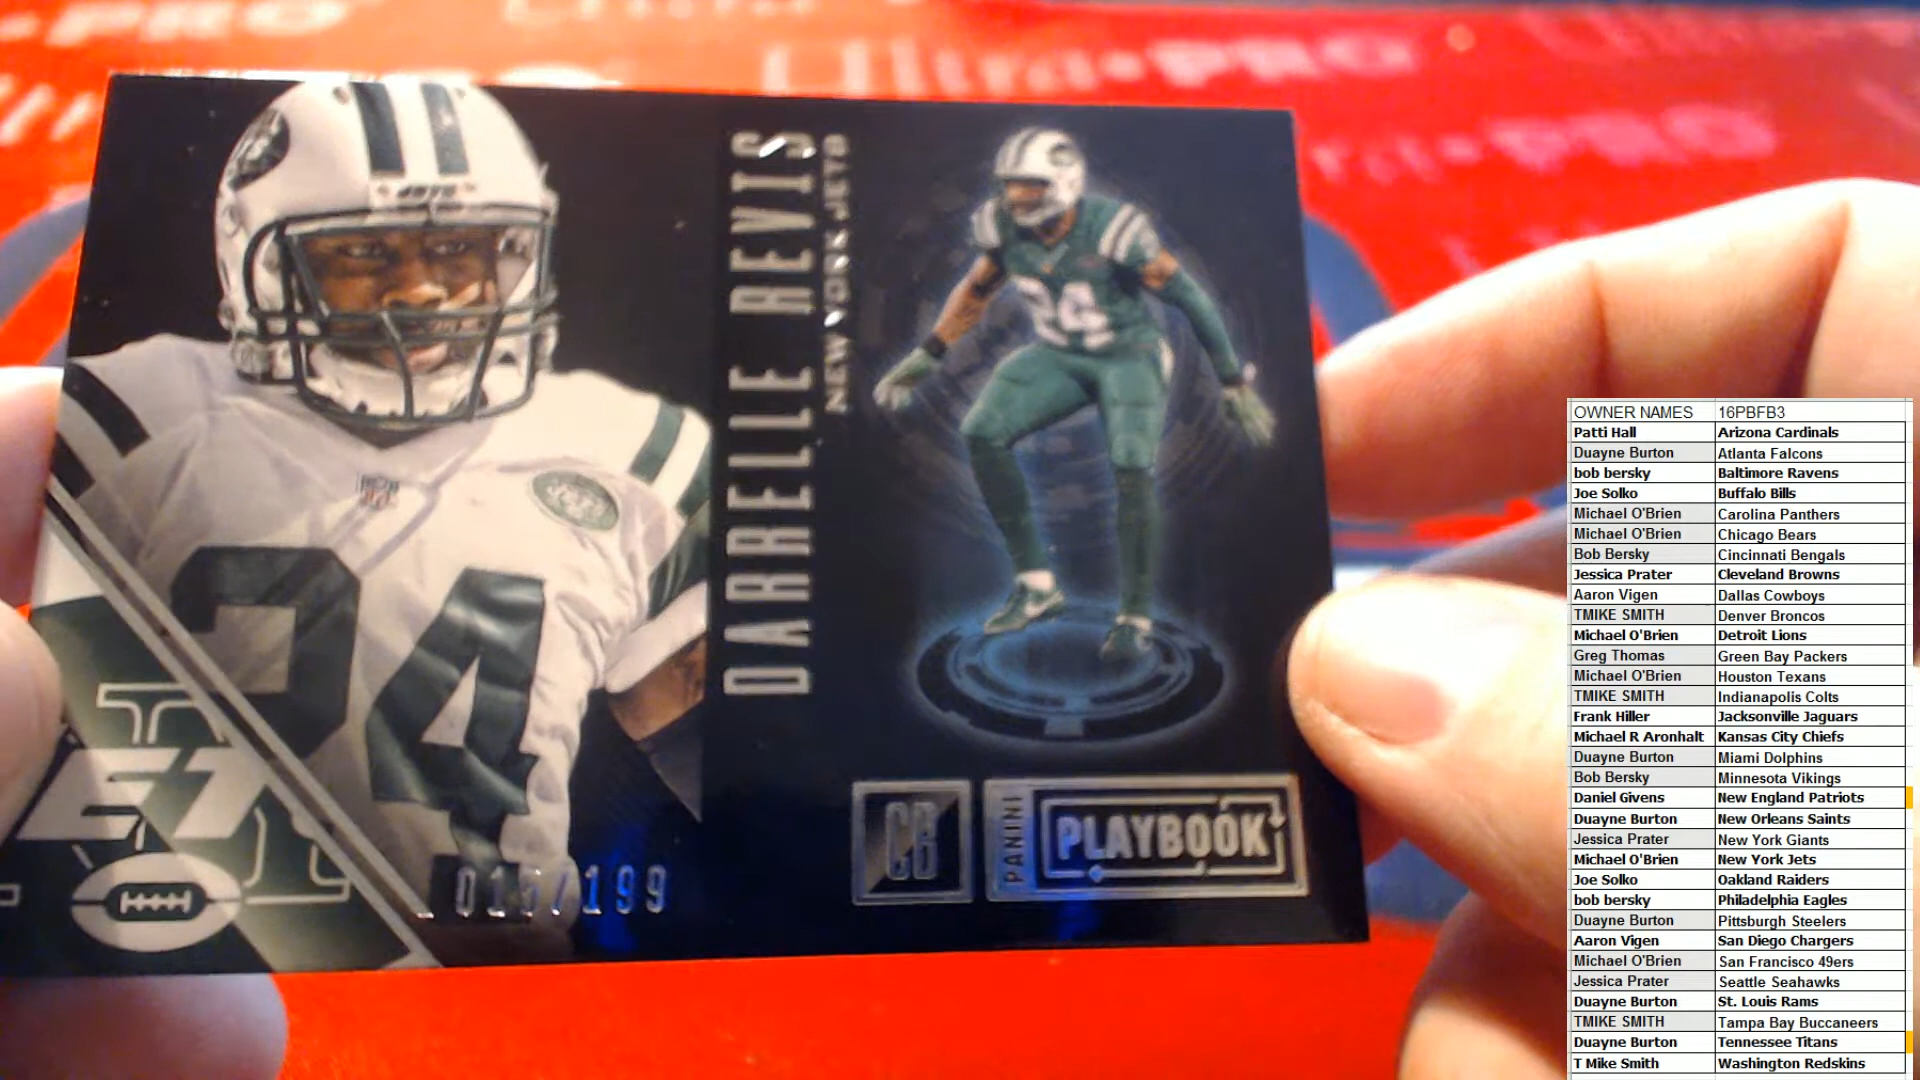 Ultra•PRO
DARRELLE REVIS
NEW YORK JETS
JETS
24
24
CB
PANINI
PLAYBOOK
/199
OWNER NAMES 16PBFB3
Patti Hall Arizona Cardinals
Duayne Burton Atlanta Falcons
bob bersky Baltimore Ravens
Joe Solko Buffalo Bills
Michael O'Brien Carolina Panthers
Michael O'Brien Chicago Bears
Bob Bersky Cincinnati Bengals
Jessica Prater Cleveland Browns
Aaron Vigen Dallas Cowboys
TMIKE SMITH Denver Broncos
Michael O'Brien Detroit Lions
Greg Thomas Green Bay Packers
Michael O'Brien Houston Texans
TMIKE SMITH Indianapolis Colts
Frank Hiller Jacksonville Jaguars
Michael R Aronhalt Kansas City Chiefs
Duayne Burton Miami Dolphins
Bob Bersky Minnesota Vikings
Daniel Givens New England Patriots
Duayne Burton New Orleans Saints
Jessica Prater New York Giants
Michael O'Brien New York Jets
Joe Solko Oakland Raiders
bob bersky Philadelphia Eagles
Duayne Burton Pittsburgh Steelers
Aaron Vigen San Diego Chargers
Michael O'Brien San Francisco 49ers
Jessica Prater Seattle Seahawks
Duayne Burton St. Louis Rams
TMIKE SMITH Tampa Bay Buccaneers
Duayne Burton Tennessee Titans
T Mike Smith Washington Redskins